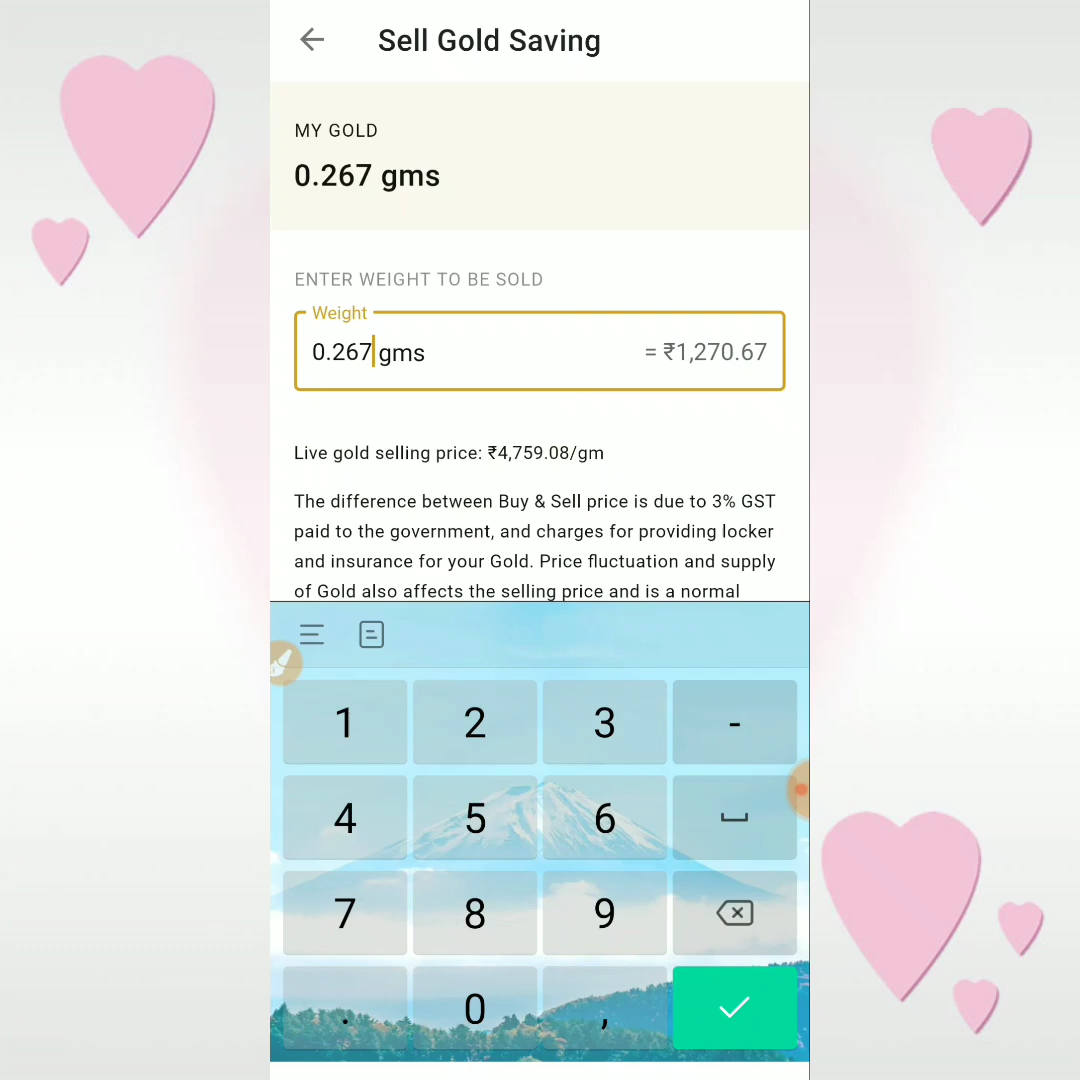 Sell Gold Saving
MY GOLD
0.267 gms
ENTER WEIGHT TO BE SOLD
Weight
0.267 gms = ₹1,270.67
Live gold selling price: ₹4,759.08/gm
The difference between Buy & Sell price is due to 3% GST
paid to the government, and charges for providing locker
and insurance for your Gold. Price fluctuation and supply
of Gold also affects the selling price and is a normal
1 2 3 -
4 5 6
7 8 9
. 0 ,